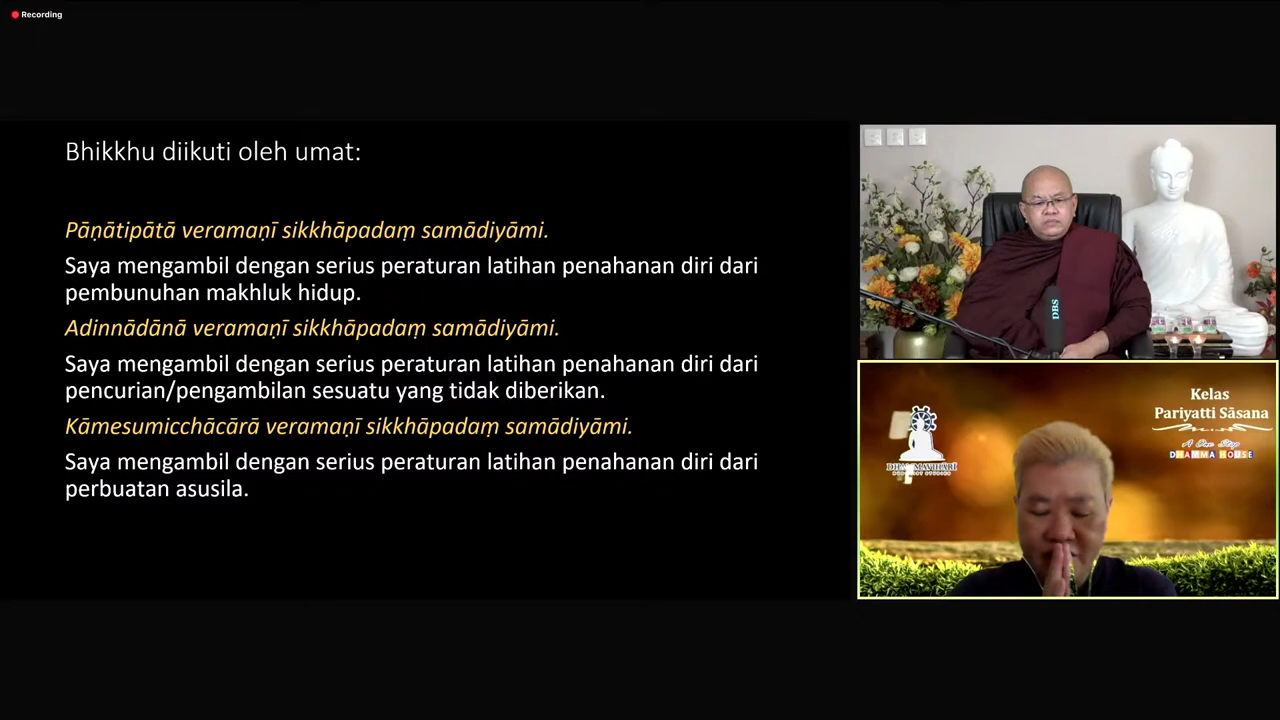 Recording
Bhikkhu diikuti oleh umat:
Pāṇātipātā veramaṇī sikkhāpadaṃ samādiyāmi.
Saya mengambil dengan serius peraturan latihan penahanan diri dari
pembunuhan makhluk hidup.
Adinnādānā veramaṇī sikkhāpadaṃ samādiyāmi.
Saya mengambil dengan serius peraturan latihan penahanan diri dari
pencurian/pengambilan sesuatu yang tidak diberikan.
Kāmesumicchācārā veramaṇī sikkhāpadaṃ samādiyāmi.
Saya mengambil dengan serius peraturan latihan penahanan diri dari
perbuatan asusila.
DBS
Kelas
Pariyatti Sāsana
DHAMMA HOUSE